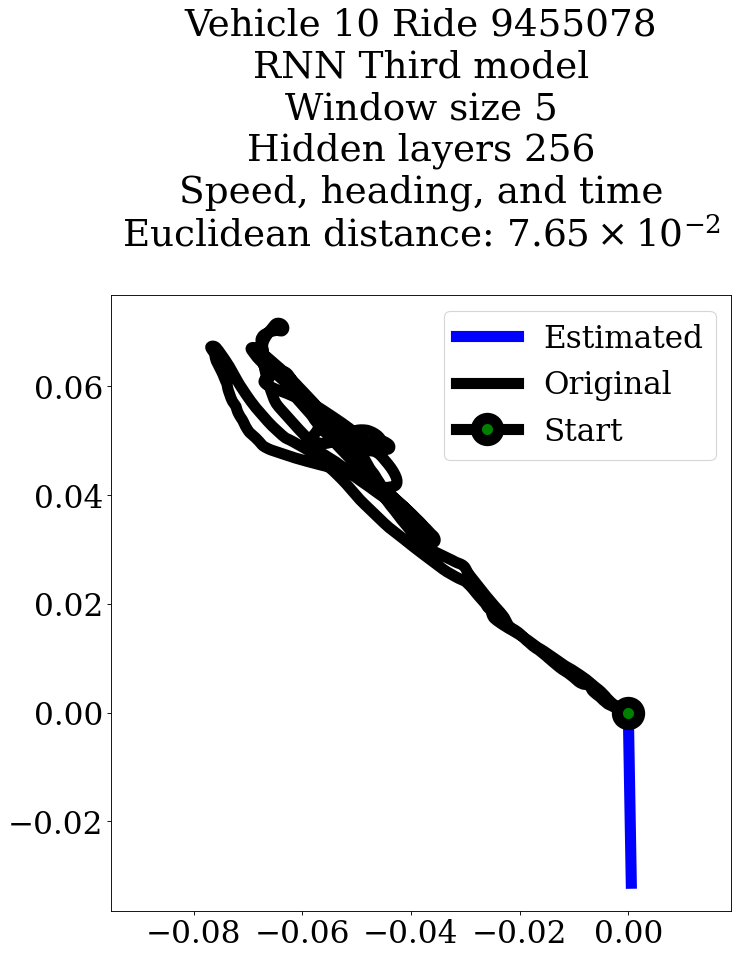 Vehicle 10 Ride 9455078
RNN Third model
Window size 5
Hidden layers 256
Speed, heading, and time
Euclidean distance: 7.65 × 10⁻²
Estimated
Original
Start
0.06
0.04
0.02
0.00
−0.02
−0.08 −0.06 −0.04 −0.02 0.00